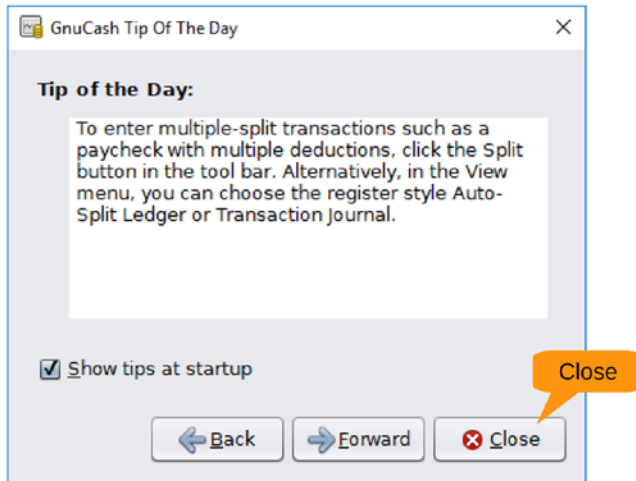 GnuCash Tip Of The Day
Tip of the Day:
To enter multiple-split transactions such as a
paycheck with multiple deductions, click the Split
button in the tool bar. Alternatively, in the View
menu, you can choose the register style Auto-
Split Ledger or Transaction Journal.
Show tips at startup
Close
Back
Forward
Close